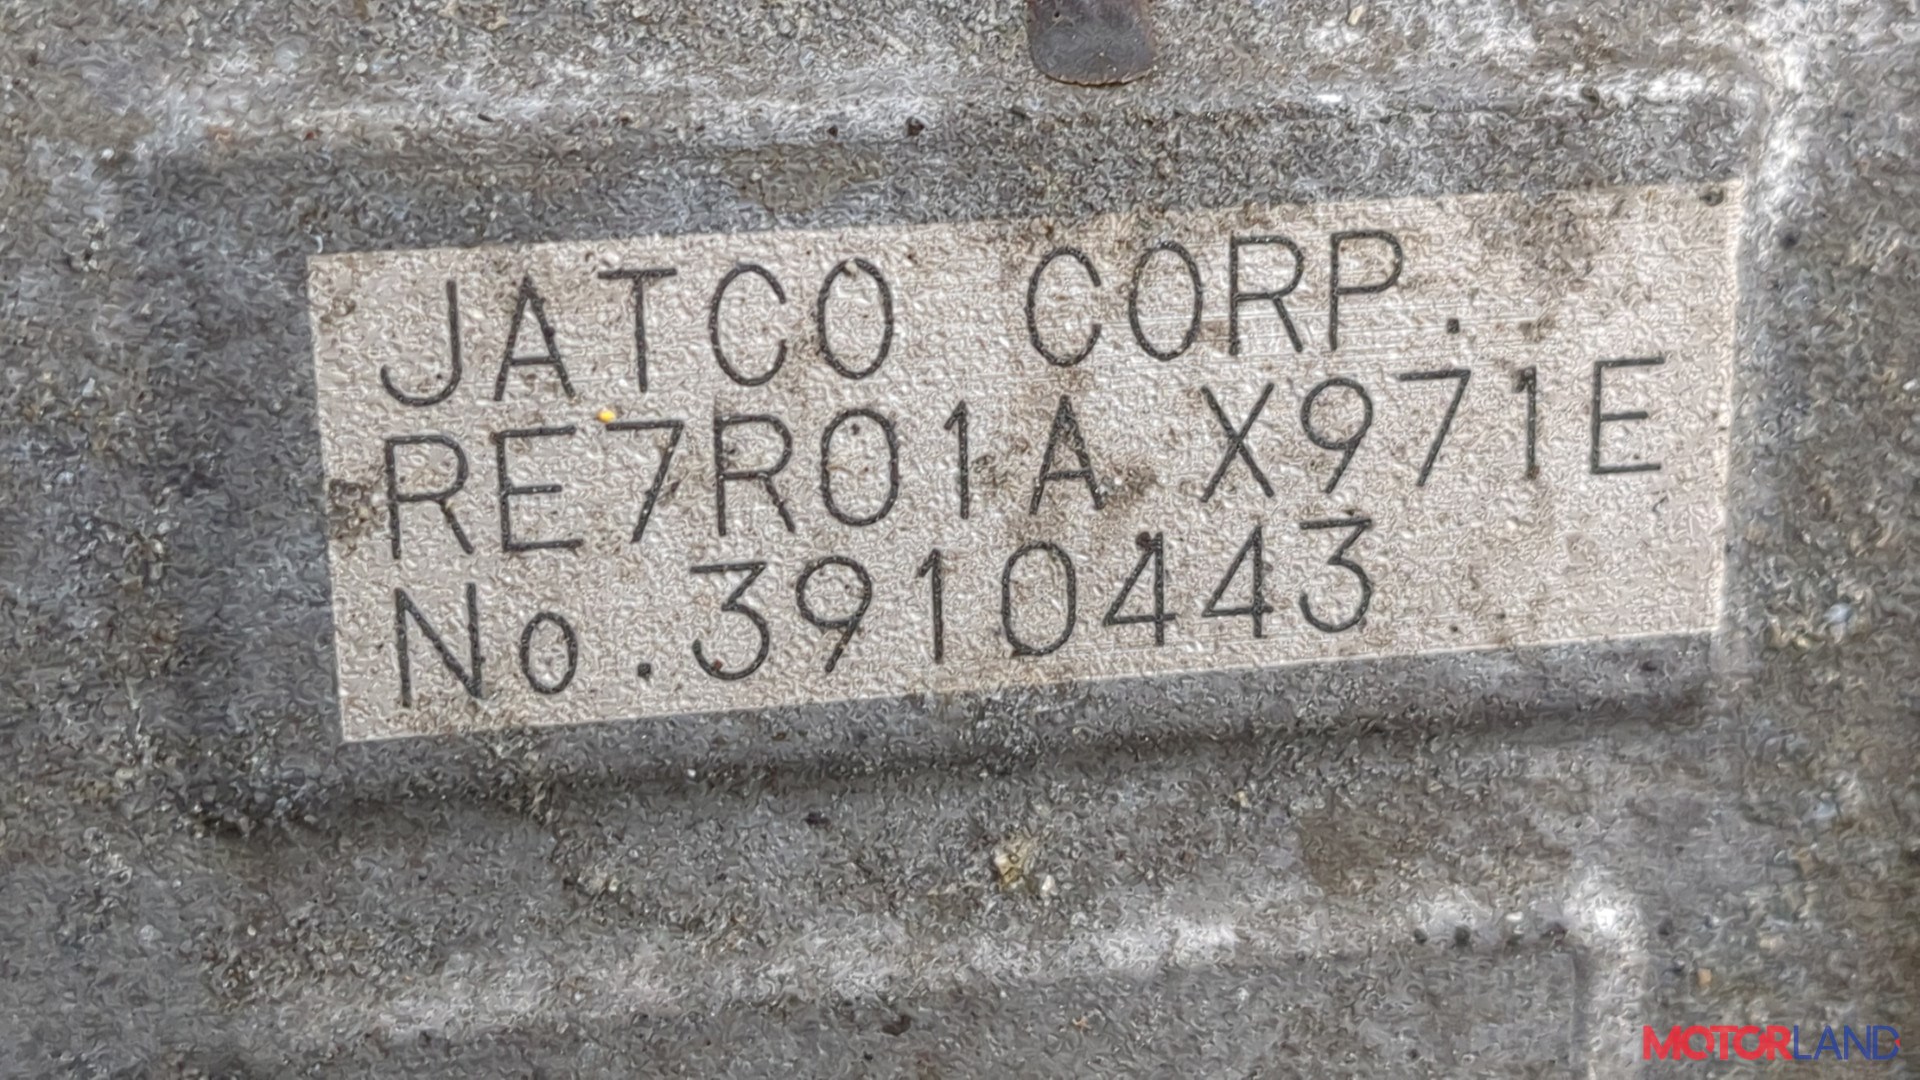 JATCO CORP.
RE7R01A X971E
No.3910443
MOTORLAND